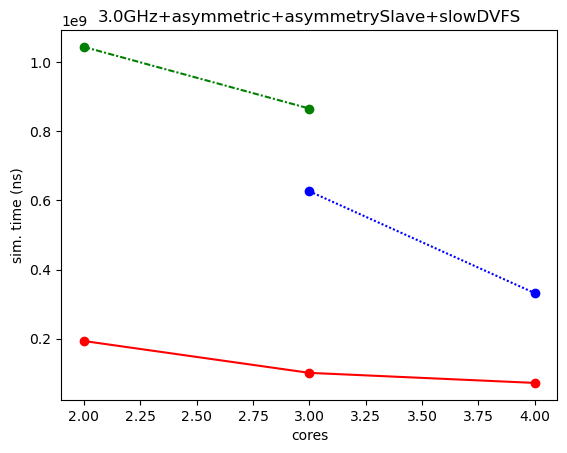 3.0GHz+asymmetric+asymmetrySlave+slowDVFS
1e9
1.0
0.8
0.6
0.4
0.2
sim. time (ns)
2.00 2.25 2.50 2.75 3.00 3.25 3.50 3.75 4.00
cores